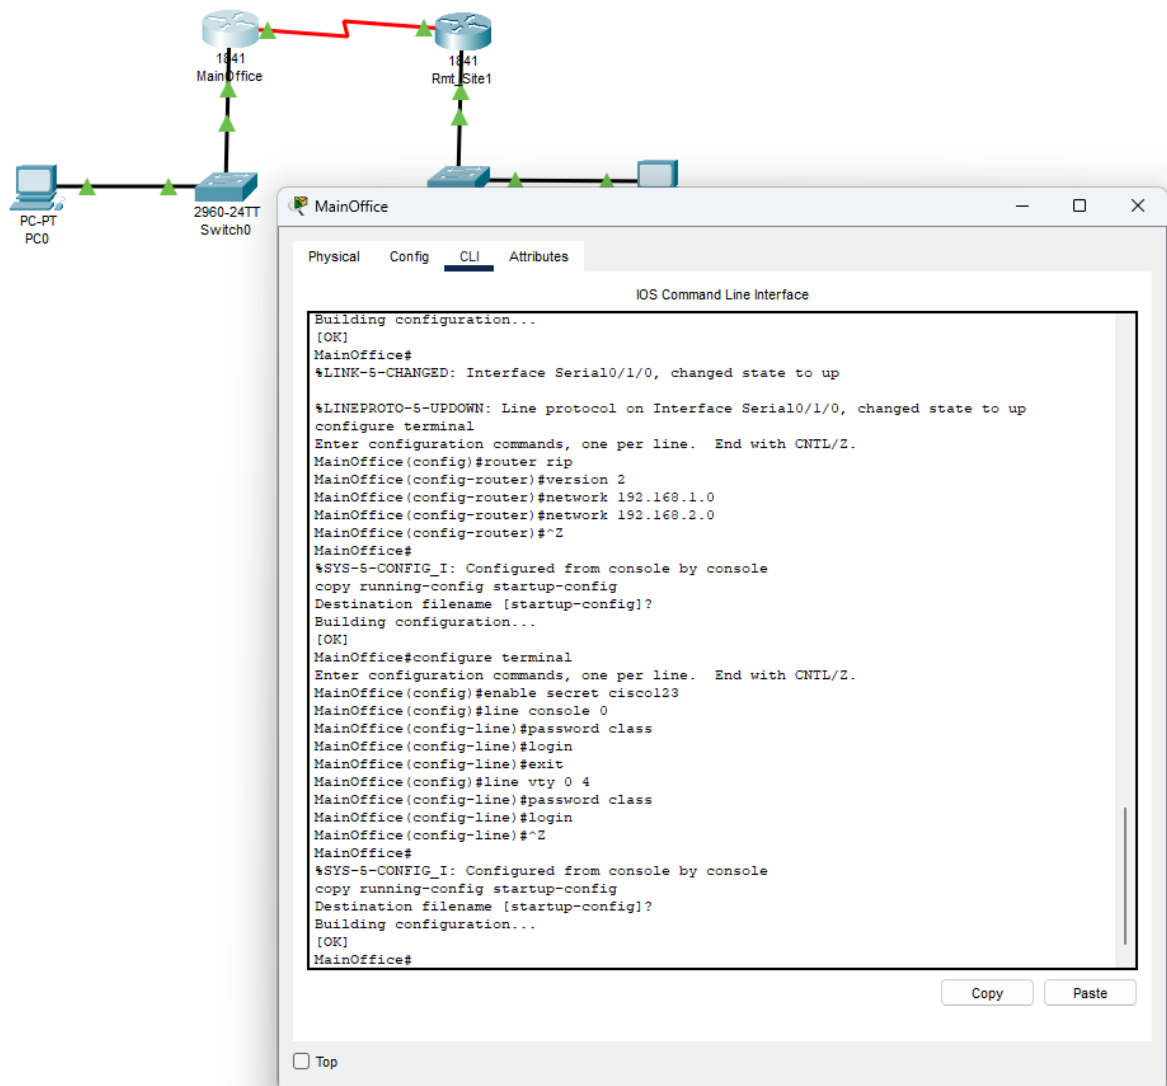 1841
MainOffice
1841
Rmt_Site1
PC-PT
PC0
2960-24TT
Switch0
MainOffice
Physical Config CLI Attributes
IOS Command Line Interface
Building configuration...
[OK]
MainOffice#
%LINK-5-CHANGED: Interface Serial0/1/0, changed state to up
%LINEPROTO-5-UPDOWN: Line protocol on Interface Serial0/1/0, changed state to up
configure terminal
Enter configuration commands, one per line.  End with CNTL/Z.
MainOffice(config)#router rip
MainOffice(config-router)#version 2
MainOffice(config-router)#network 192.168.1.0
MainOffice(config-router)#network 192.168.2.0
MainOffice(config-router)#^Z
MainOffice#
%SYS-5-CONFIG_I: Configured from console by console
copy running-config startup-config
Destination filename [startup-config]?
Building configuration...
[OK]
MainOffice#configure terminal
Enter configuration commands, one per line.  End with CNTL/Z.
MainOffice(config)#enable secret cisco123
MainOffice(config)#line console 0
MainOffice(config-line)#password class
MainOffice(config-line)#login
MainOffice(config-line)#exit
MainOffice(config)#line vty 0 4
MainOffice(config-line)#password class
MainOffice(config-line)#login
MainOffice(config-line)#^Z
MainOffice#
%SYS-5-CONFIG_I: Configured from console by console
copy running-config startup-config
Destination filename [startup-config]?
Building configuration...
[OK]
MainOffice#
Copy Paste
Top